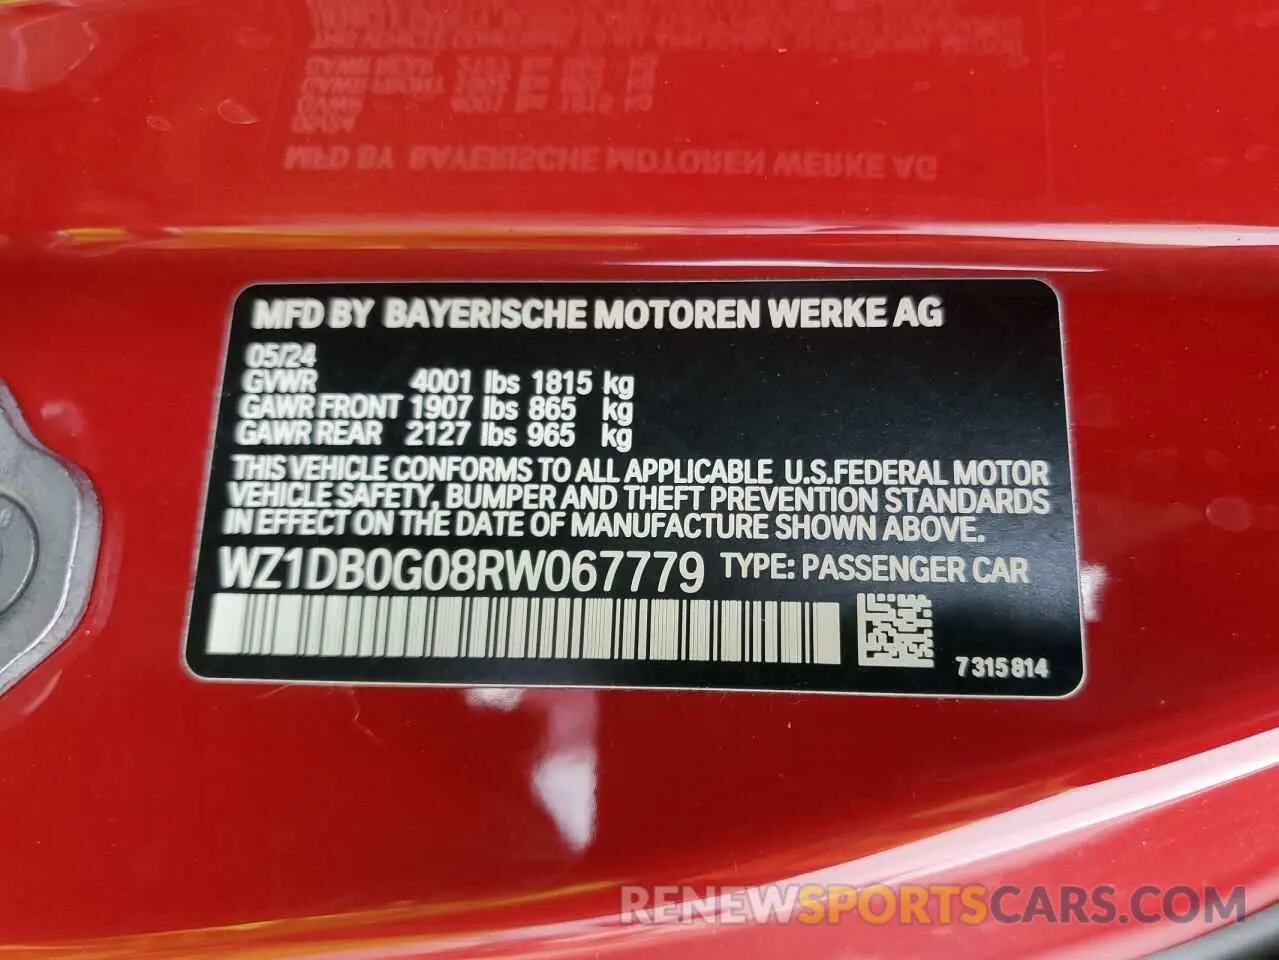 MFD BY BAYERISCHE MOTOREN WERKE AG
05/24
GVWR 4001 lbs 1815 kg
GAWR FRONT 1907 lbs 865 kg
GAWR REAR 2127 lbs 965 kg
THIS VEHICLE CONFORMS TO ALL APPLICABLE U.S.FEDERAL MOTOR
VEHICLE SAFETY, BUMPER AND THEFT PREVENTION STANDARDS
IN EFFECT ON THE DATE OF MANUFACTURE SHOWN ABOVE.
WZ1DB0G08RW067779 TYPE: PASSENGER CAR
7 315 814
RENEWSPORTSCARS.COM